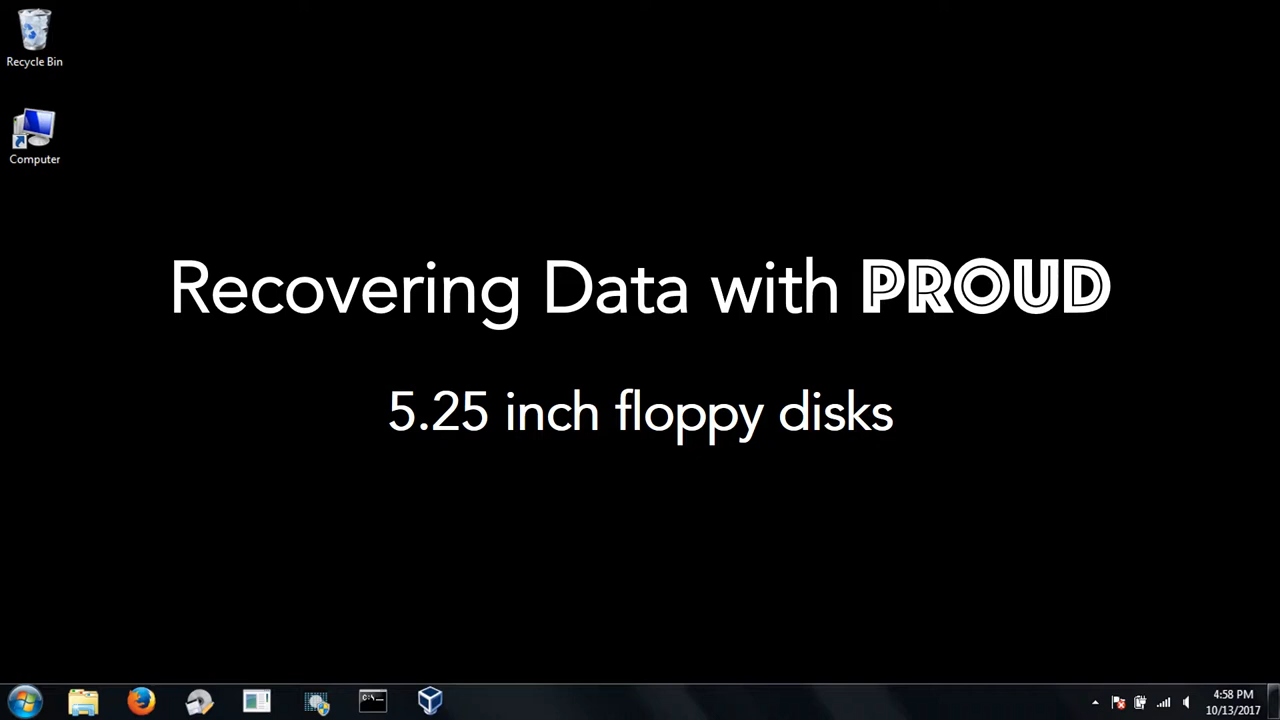 Recycle Bin
Computer
Recovering Data with PROUD
5.25 inch floppy disks
C:\_
4:58 PM
10/13/2017